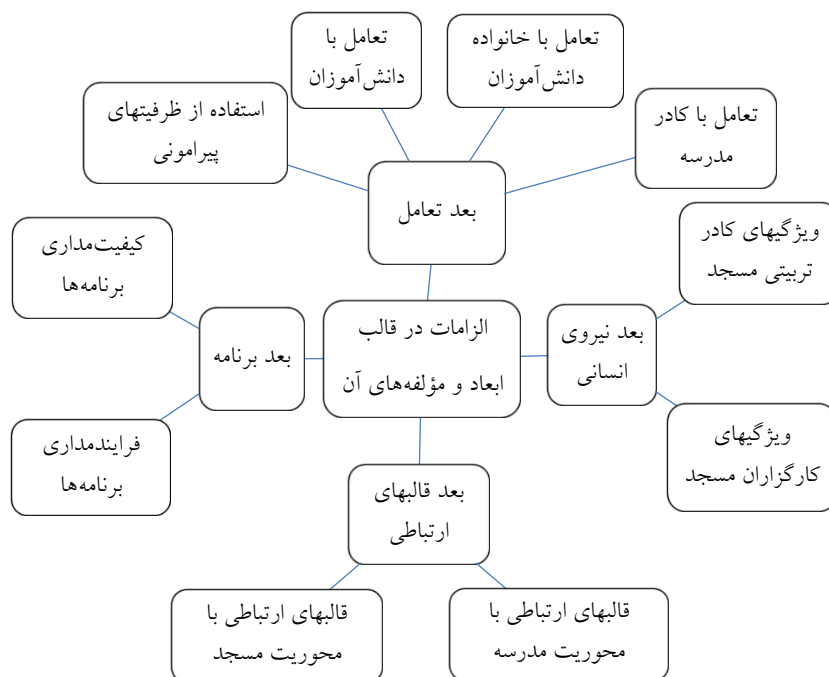 تعامل با
دانش‌آموزان
تعامل با خانواده
دانش‌آموزان
تعامل با کادر
مدرسه
استفاده از ظرفیتهای
پیرامونی
بعد تعامل
ویژگیهای کادر
تربیتی مسجد
کیفیت‌مداری
برنامه‌ها
الزامات در قالب
ابعاد و مؤلفه‌های آن
بعد نیروی
انسانی
بعد برنامه
ویژگیهای
کارگزاران مسجد
فرایندمداری
برنامه‌ها
بعد قالبهای
ارتباطی
قالبهای ارتباطی با
محوریت مدرسه
قالبهای ارتباطی با
محوریت مسجد